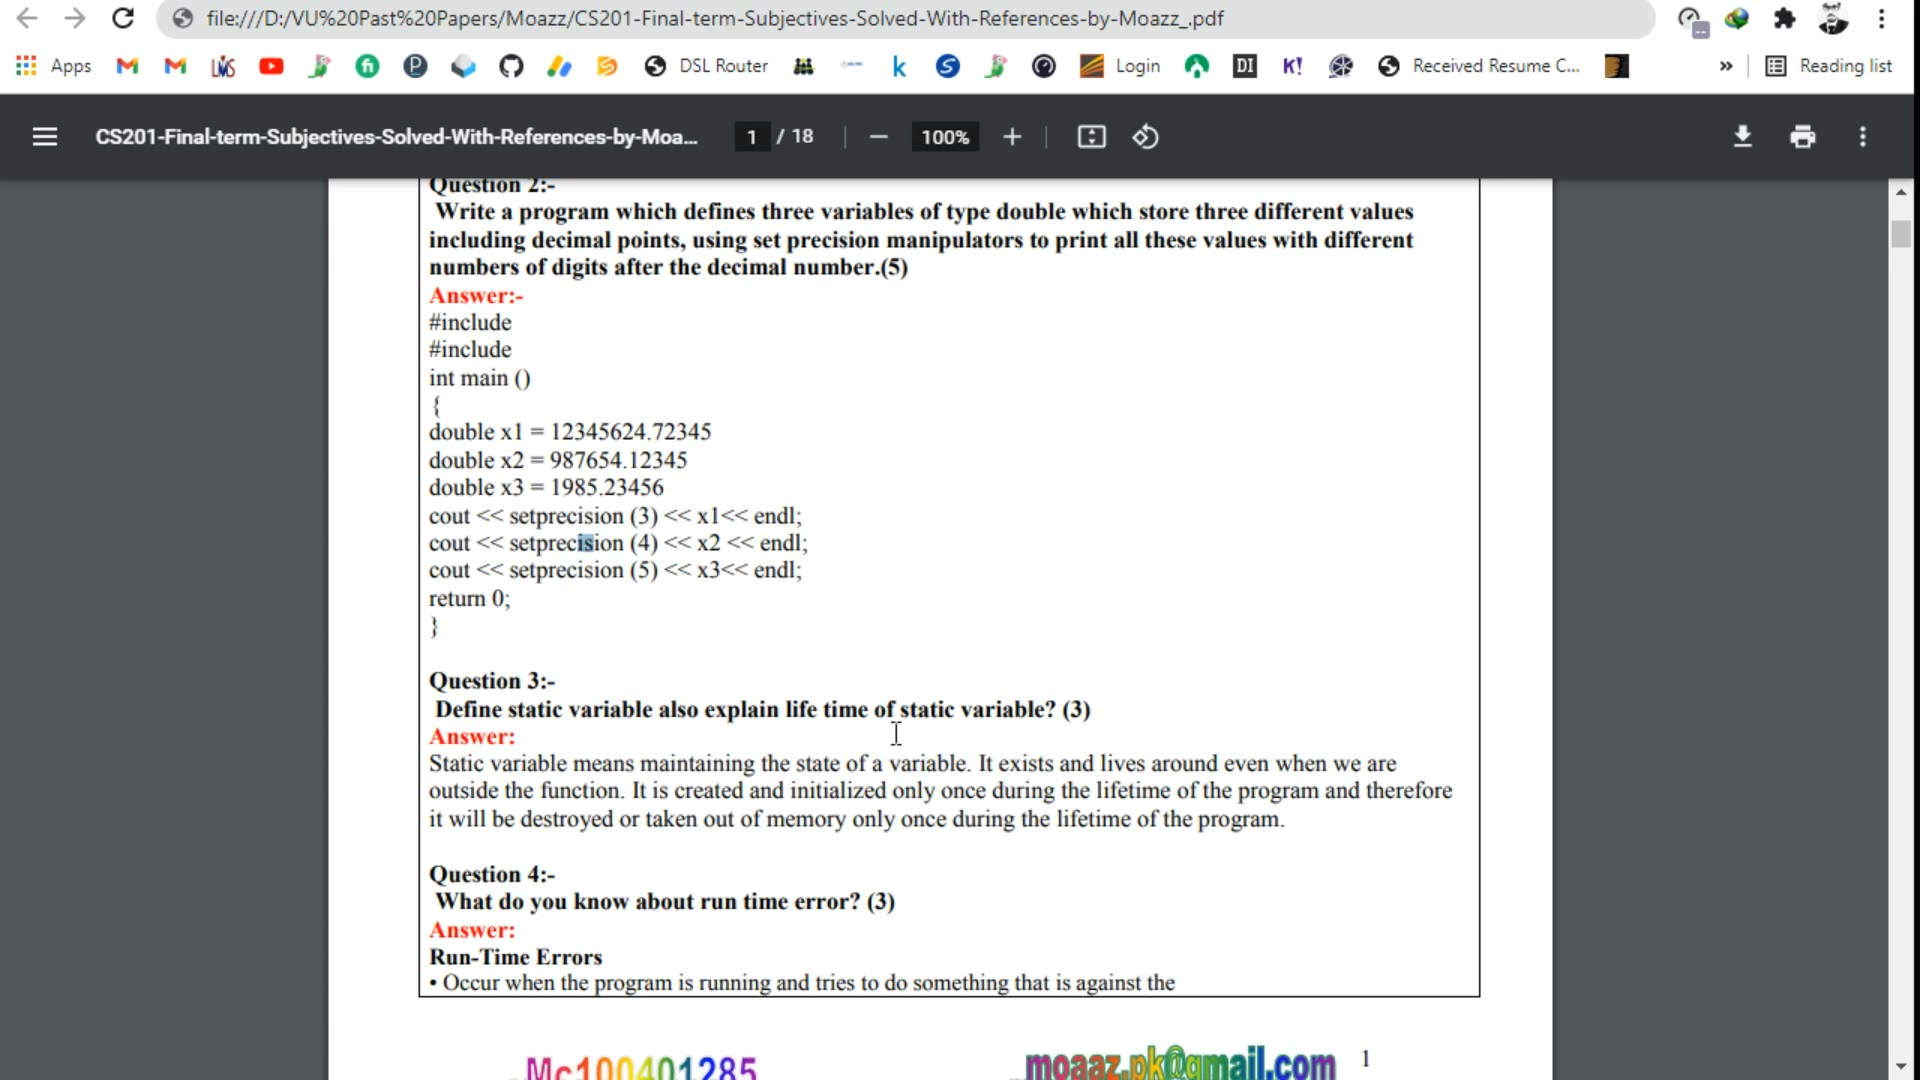 file:///D:/VU%20Past%20Papers/Moazz/CS201-Final-term-Subjectives-Solved-With-References-by-Moazz_.pdf
Apps
LMS
DSL Router
k
Login
DI
K!
Received Resume C...
»
Reading list
CS201-Final-term-Subjectives-Solved-With-References-by-Moa...
1 / 18
100%
Question 2:-
Write a program which defines three variables of type double which store three different values
including decimal points, using set precision manipulators to print all these values with different
numbers of digits after the decimal number.(5)
Answer:-
#include
#include
int main ()
{
double x1 = 12345624.72345
double x2 = 987654.12345
double x3 = 1985.23456
cout << setprecision (3) << x1<< endl;
cout << setprecision (4) << x2 << endl;
cout << setprecision (5) << x3<< endl;
return 0;
}
Question 3:-
Define static variable also explain life time of static variable? (3)
Answer:
Static variable means maintaining the state of a variable. It exists and lives around even when we are
outside the function. It is created and initialized only once during the lifetime of the program and therefore
it will be destroyed or taken out of memory only once during the lifetime of the program.
Question 4:-
What do you know about run time error? (3)
Answer:
Run-Time Errors
• Occur when the program is running and tries to do something that is against the
Mc100401285
moaaz.pk@gmail.com
1